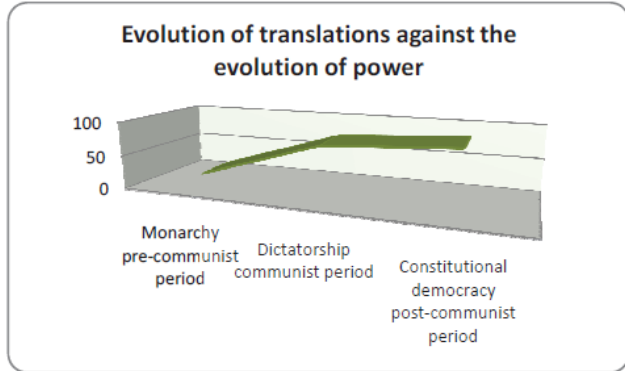 Evolution of translations against the
evolution of power
100
50
0
Monarchy
pre-communist
period
Dictatorship
communist period
Constitutional
democracy
post-communist
period